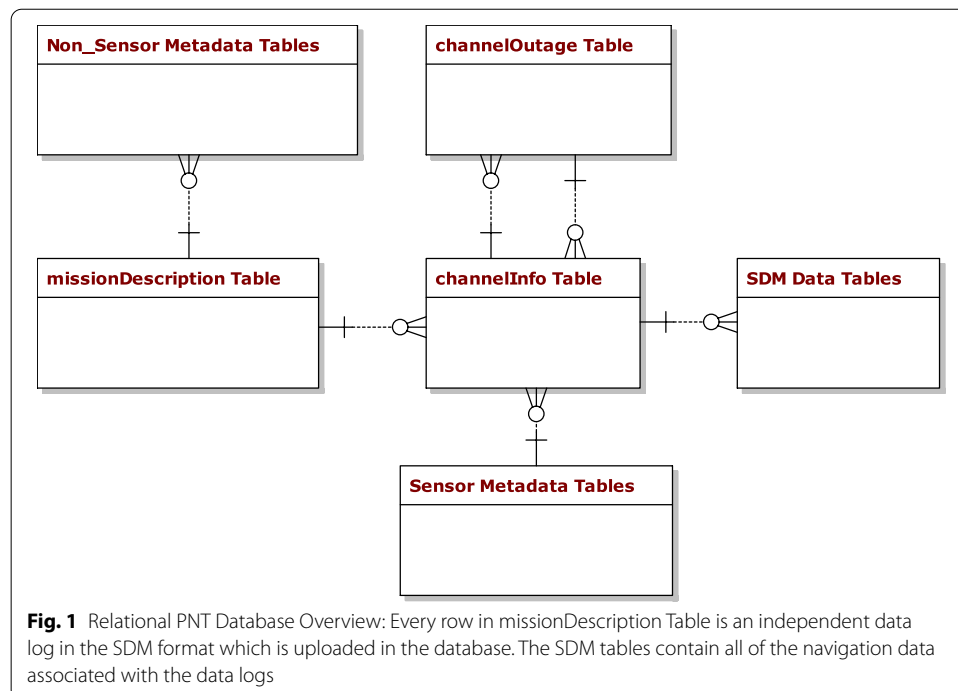 Non_Sensor Metadata Tables
channelOutage Table
missionDescription Table
channelInfo Table
SDM Data Tables
Sensor Metadata Tables
Fig. 1 Relational PNT Database Overview: Every row in missionDescription Table is an independent data
log in the SDM format which is uploaded in the database. The SDM tables contain all of the navigation data
associated with the data logs